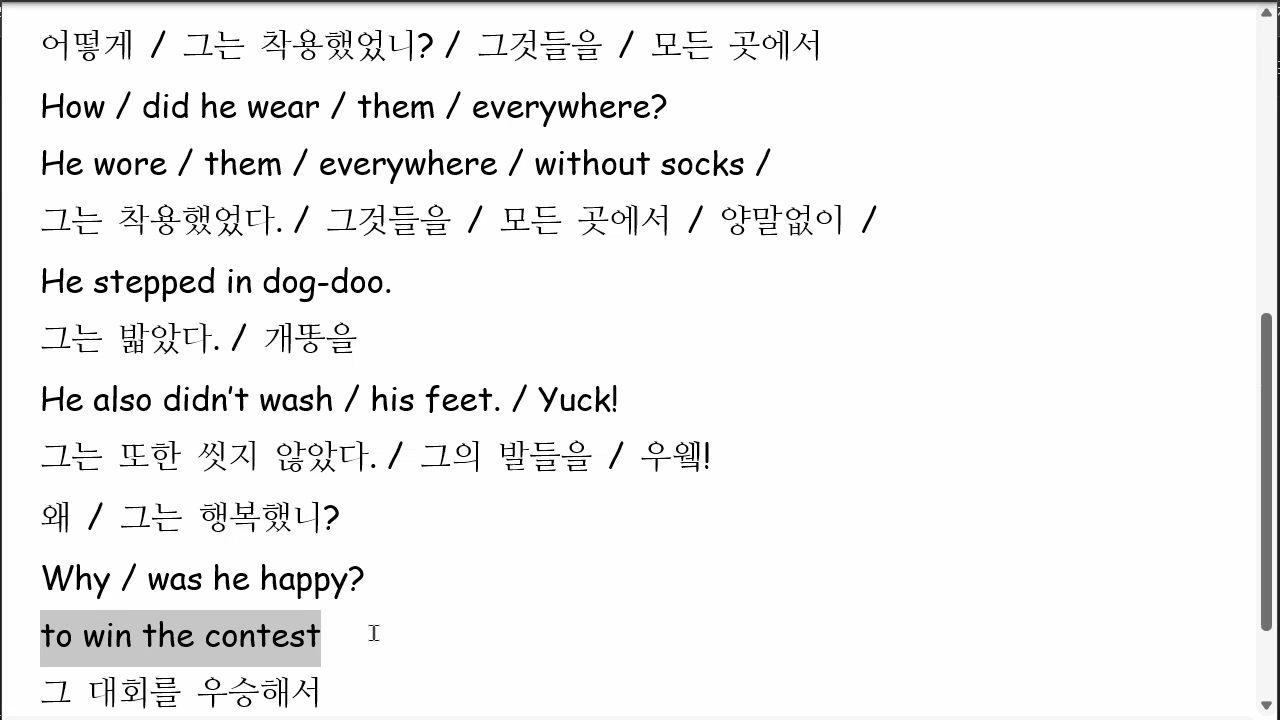 어떻게 / 그는 착용했었니? / 그것들을 / 모든 곳에서
How / did he wear / them / everywhere?
He wore / them / everywhere / without socks /
그는 착용했었다. / 그것들을 / 모든 곳에서 / 양말없이 /
He stepped in dog-doo.
그는 밟았다. / 개똥을
He also didn't wash / his feet. / Yuck!
그는 또한 씻지 않았다. / 그의 발들을 / 우웩!
왜 / 그는 행복했니?
Why / was he happy?
to win the contest
그 대회를 우승해서